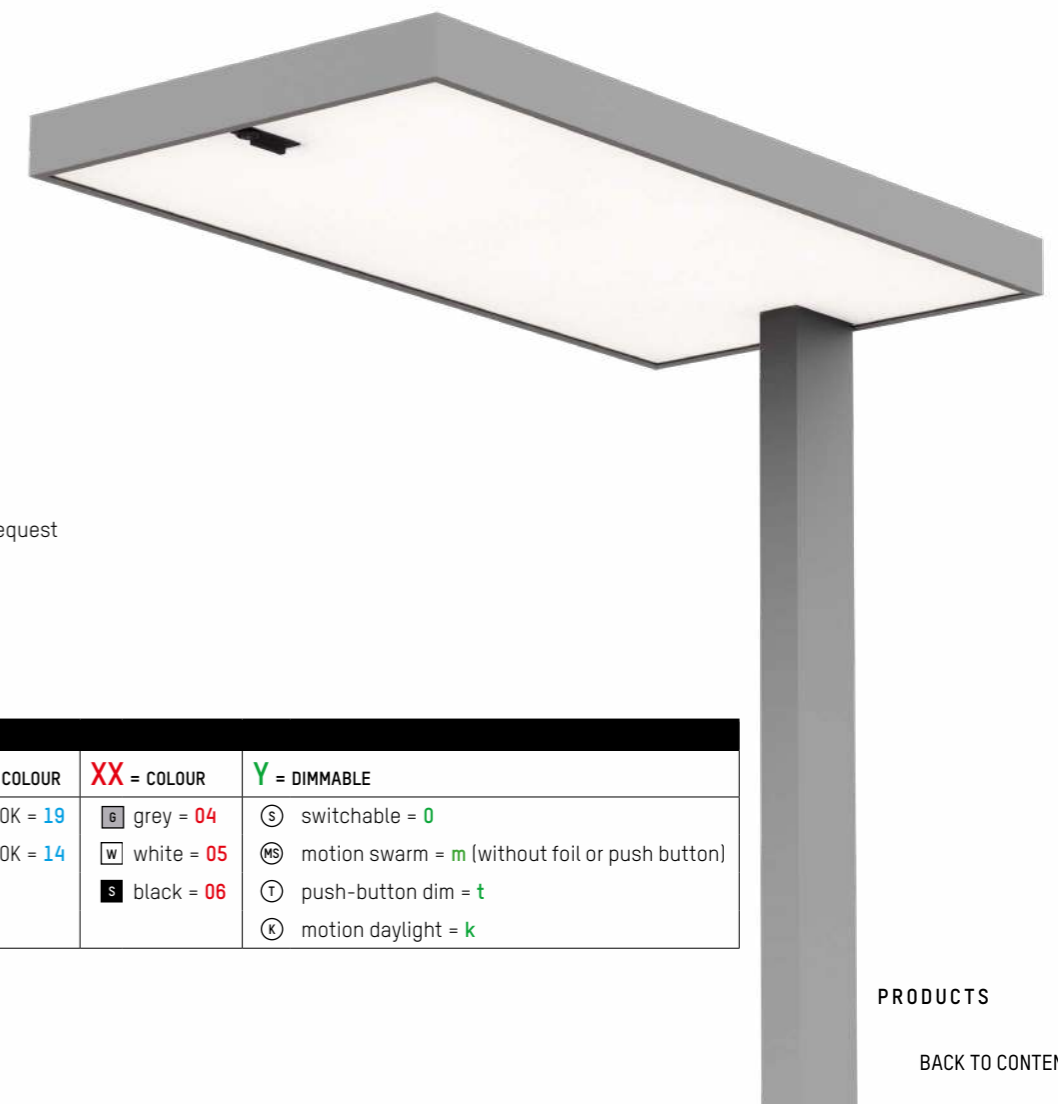 equest
COLOUR XX = COLOUR Y = DIMMABLE
0K = 19 G grey = 04 S switchable = 0
0K = 14 W white = 05 MS motion swarm = m (without foil or push button)
S black = 06 T push-button dim = t
K motion daylight = k
PRODUCTS
BACK TO CONTEN